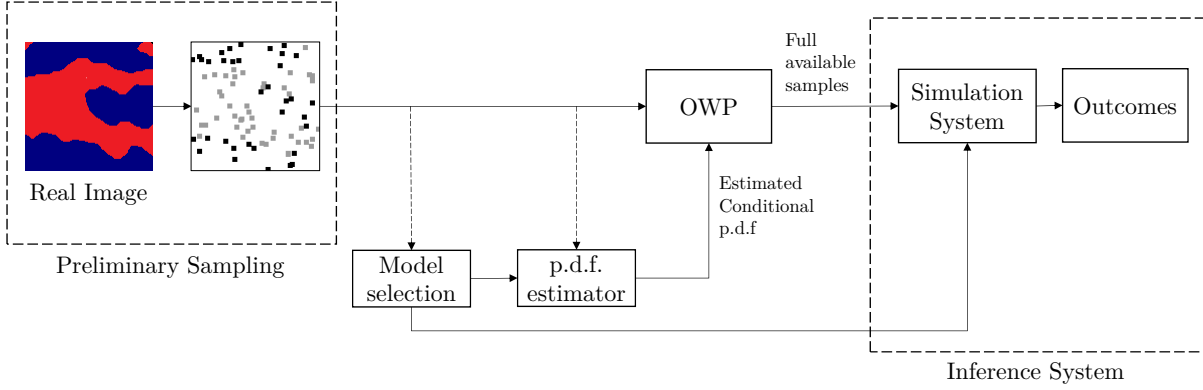 Real Image
Preliminary Sampling
Model
selection
p.d.f.
estimator
Estimated
Conditional
p.d.f
OWP
Full
available
samples
Simulation
System
Outcomes
Inference System